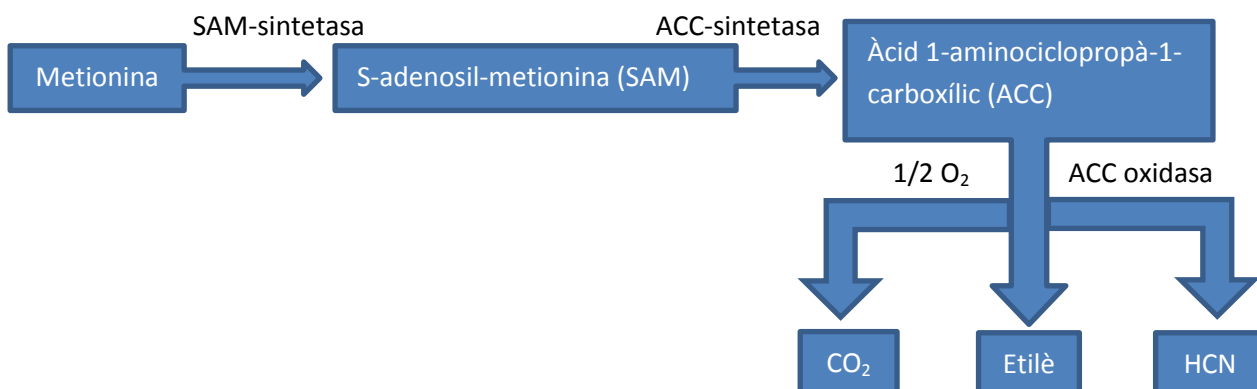 SAM-sintetasa
ACC-sintetasa
Metionina
S-adenosil-metionina (SAM)
Àcid 1-aminociclopropà-1-
carboxílic (ACC)
1/2 O₂
ACC oxidasa
CO₂
Etilè
HCN